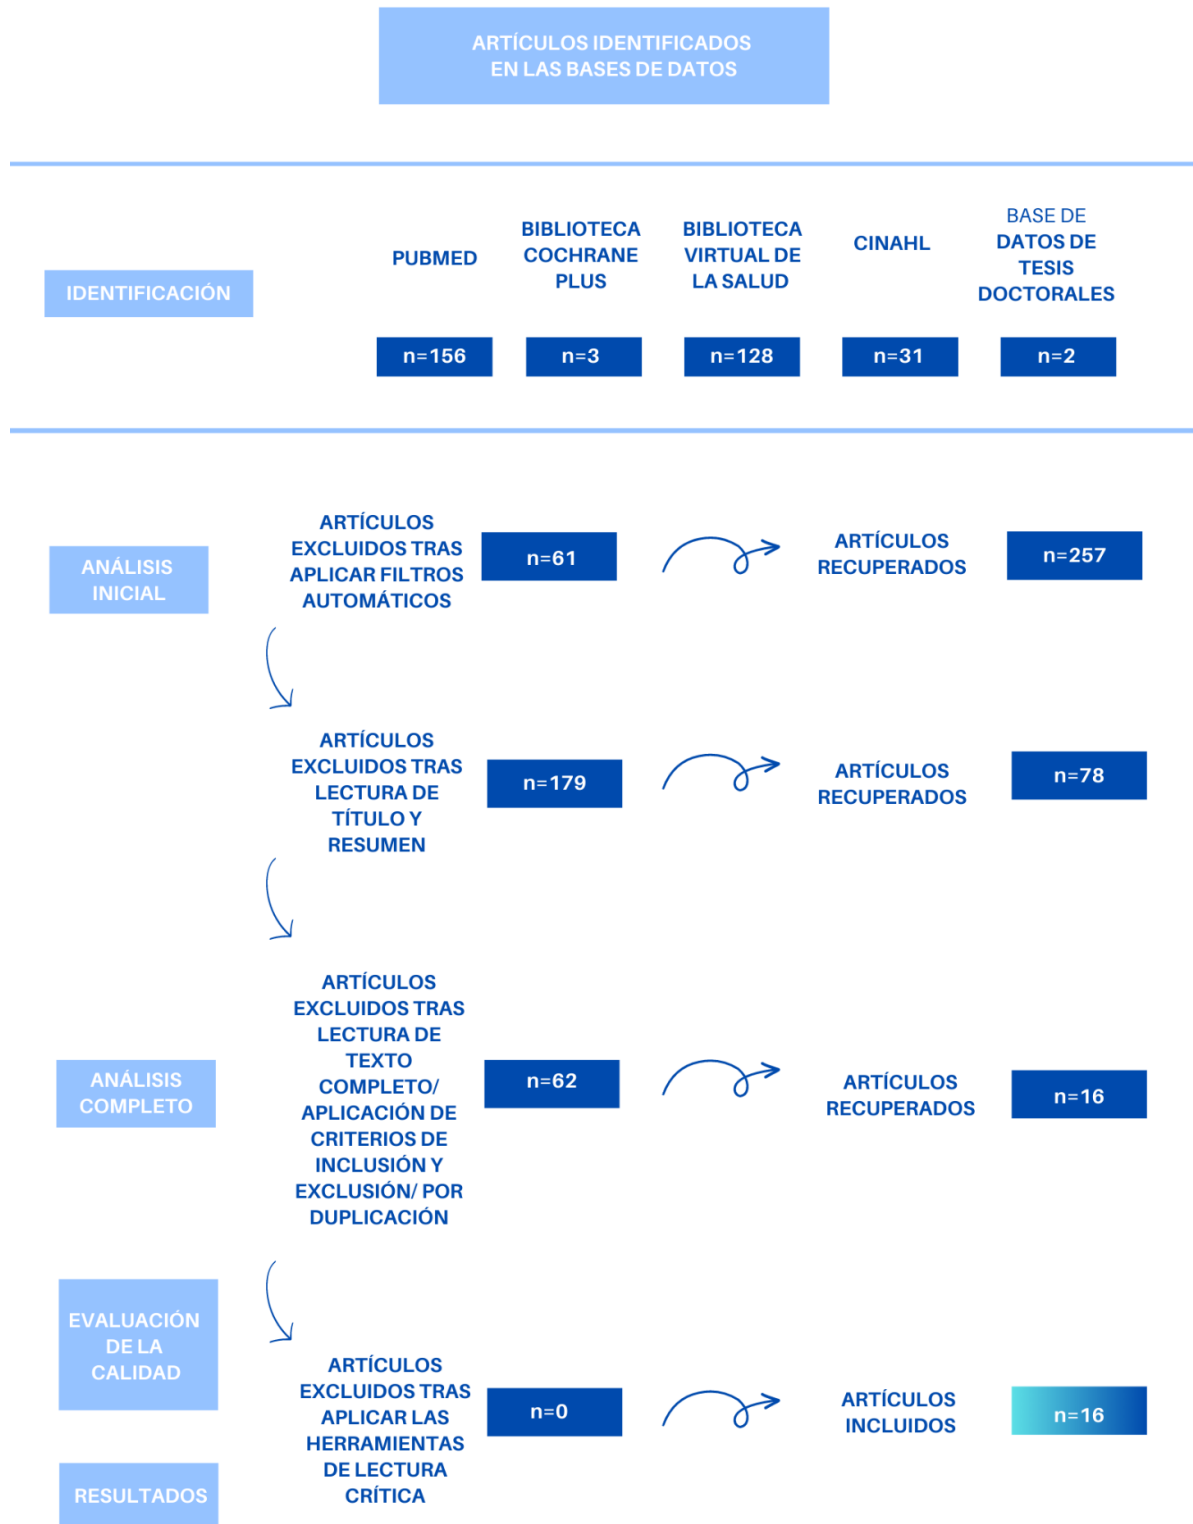 ARTÍCULOS IDENTIFICADOS
EN LAS BASES DE DATOS
IDENTIFICACIÓN
PUBMED
n=156
BIBLIOTECA
COCHRANE
PLUS
n=3
BIBLIOTECA
VIRTUAL DE
LA SALUD
n=128
CINAHL
n=31
BASE DE
DATOS DE
TESIS
DOCTORALES
n=2
ANÁLISIS
INICIAL
ARTÍCULOS
EXCLUIDOS TRAS
APLICAR FILTROS
AUTOMÁTICOS
n=61
ARTÍCULOS
RECUPERADOS
n=257
ARTÍCULOS
EXCLUIDOS TRAS
LECTURA DE
TÍTULO Y
RESUMEN
n=179
ARTÍCULOS
RECUPERADOS
n=78
ANÁLISIS
COMPLETO
ARTÍCULOS
EXCLUIDOS TRAS
LECTURA DE
TEXTO
COMPLETO/
APLICACIÓN DE
CRITERIOS DE
INCLUSIÓN Y
EXCLUSIÓN/ POR
DUPLICACIÓN
n=62
ARTÍCULOS
RECUPERADOS
n=16
EVALUACIÓN
DE LA
CALIDAD
ARTÍCULOS
EXCLUIDOS TRAS
APLICAR LAS
HERRAMIENTAS
DE LECTURA
CRÍTICA
n=0
ARTÍCULOS
INCLUIDOS
n=16
RESULTADOS